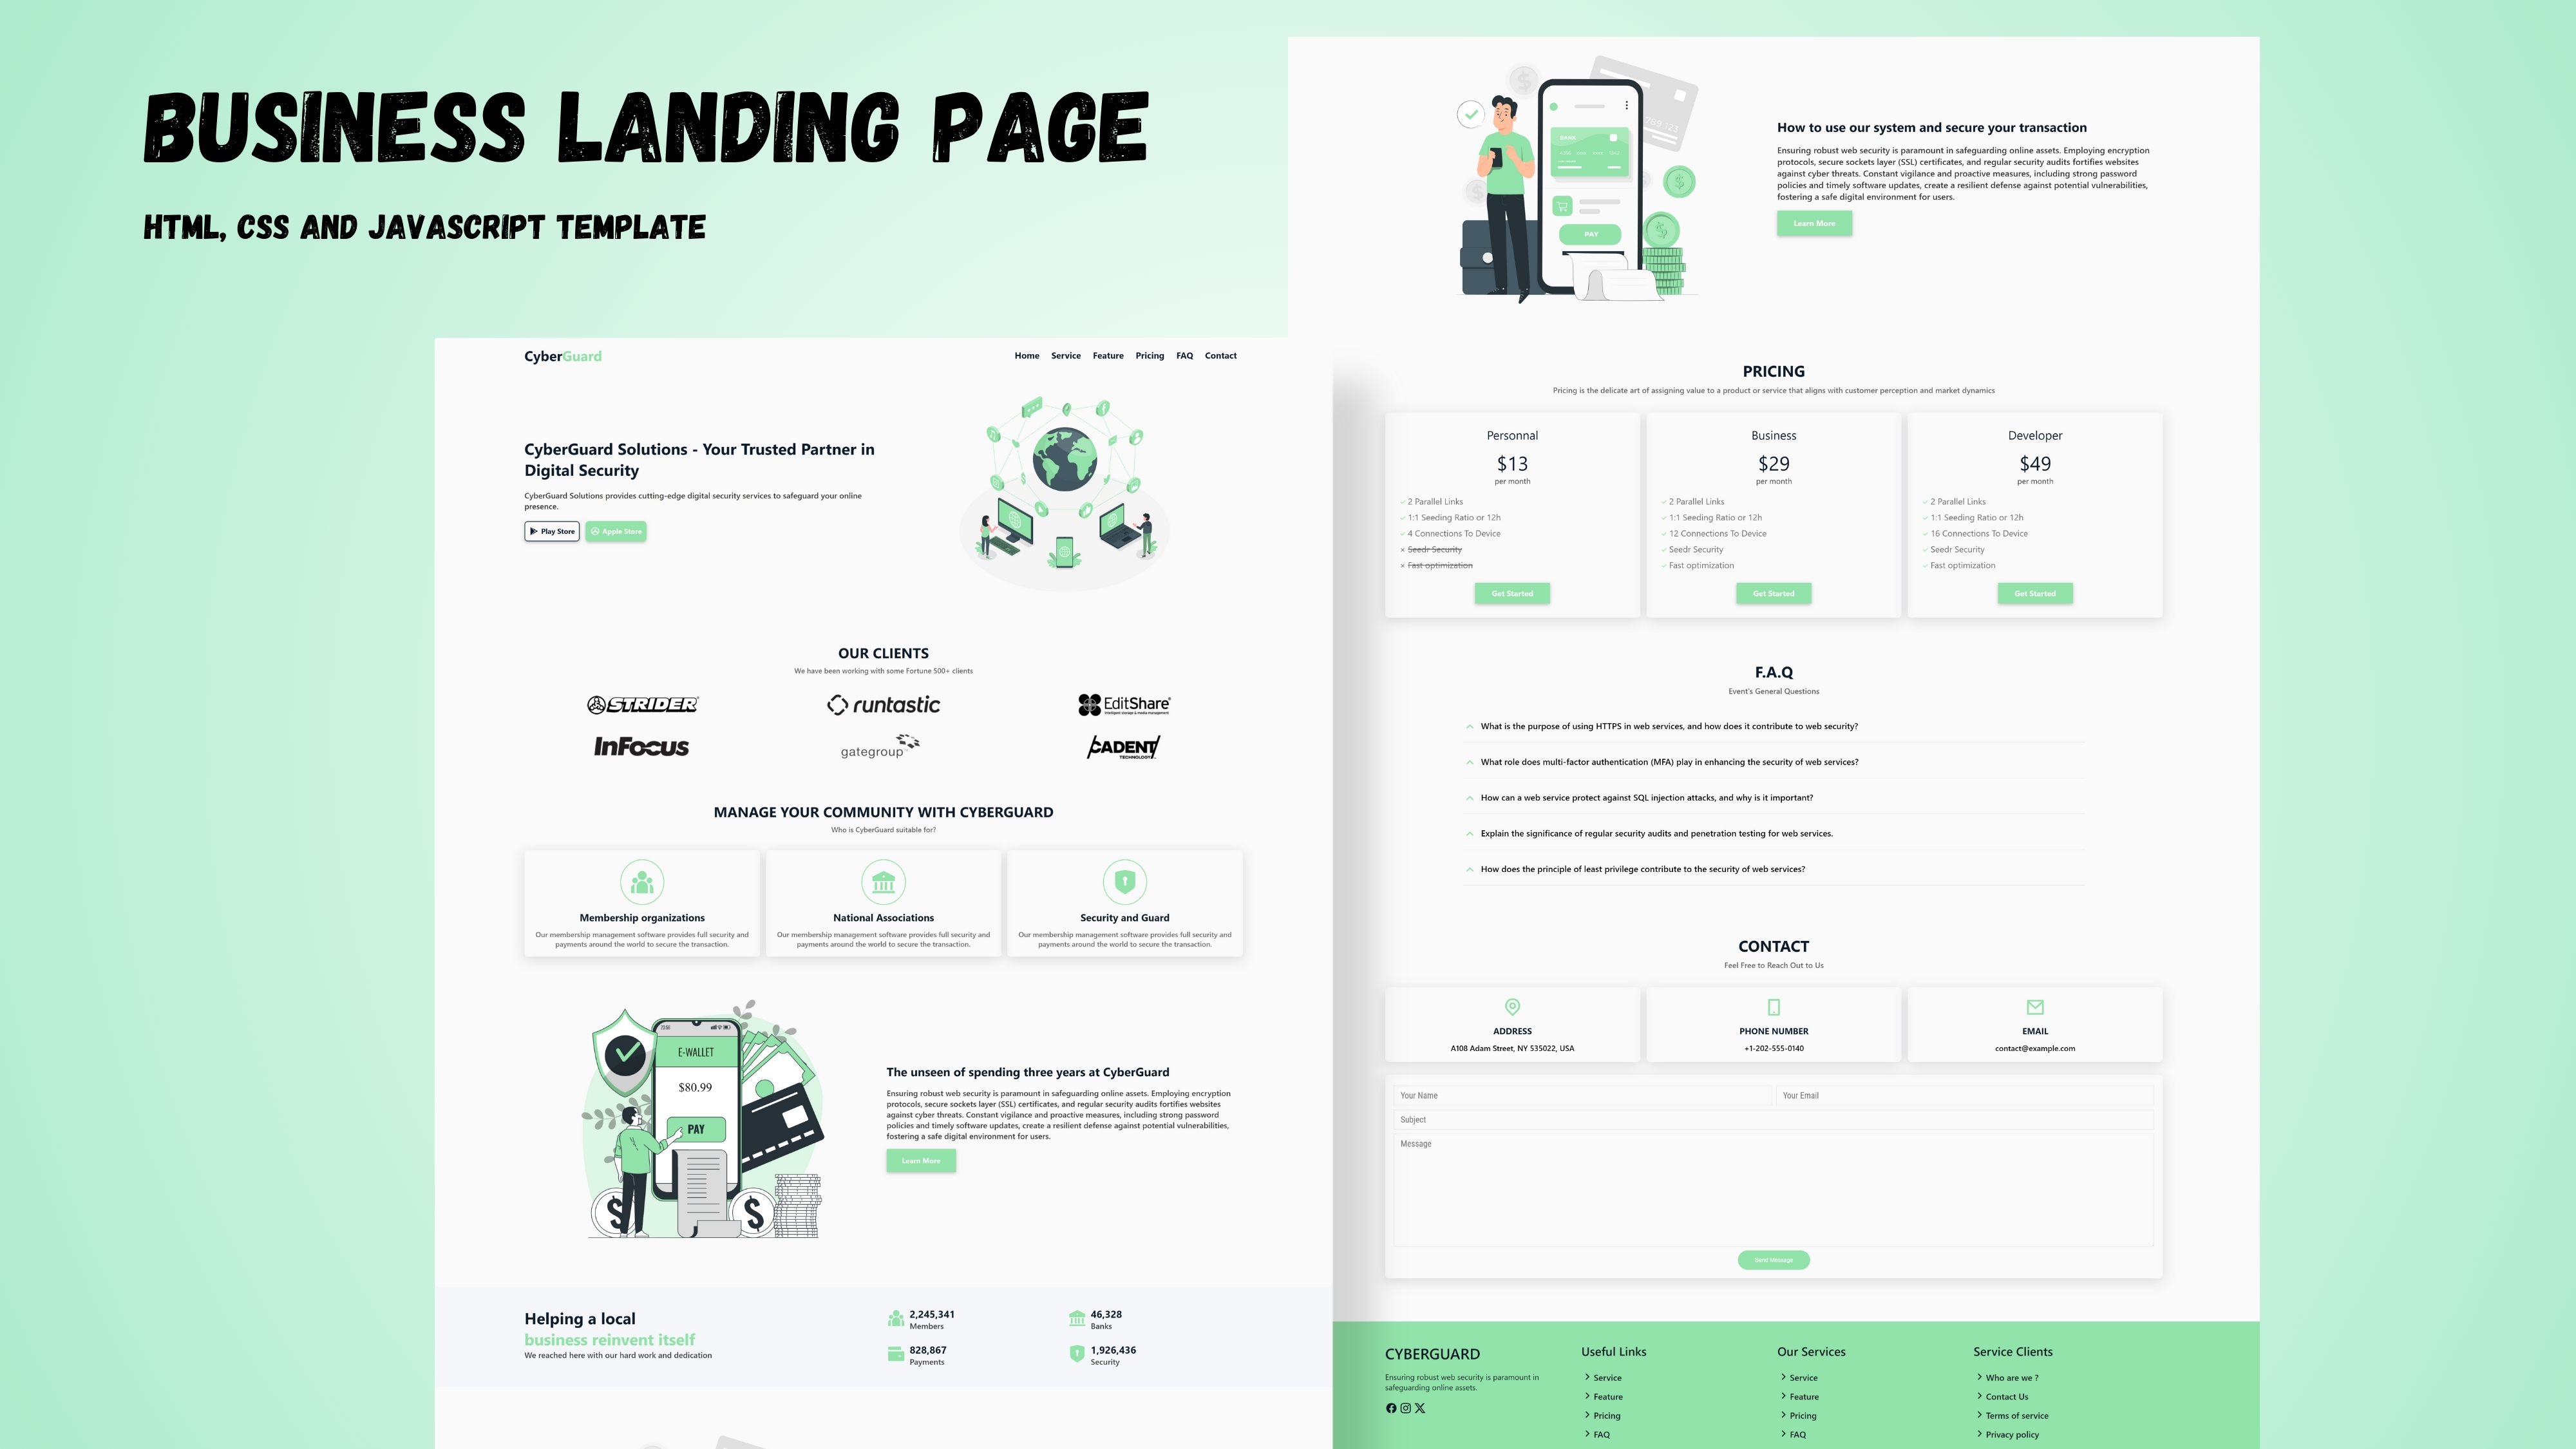 BUSINESS LANDING PAGE
HTML, CSS AND JAVASCRIPT TEMPLATE
CyberGuard
Home Service Feature Pricing FAQ Contact
CyberGuard Solutions - Your Trusted Partner in
Digital Security
CyberGuard Solutions provides cutting-edge digital security services to safeguard your online
presence.
Play Store Apple Store
OUR CLIENTS
We have been working with some Fortune 500+ clients
STRIDER runtastic EditShare
intelligent storage & media management
InFocus gategroup CADENT
TECHNOLOGY
MANAGE YOUR COMMUNITY WITH CYBERGUARD
Who is CyberGuard suitable for?
Membership organizations
Our membership management software provides full security and
payments around the world to secure the transaction.
National Associations
Our membership management software provides full security and
payments around the world to secure the transaction.
Security and Guard
Our membership management software provides full security and
payments around the world to secure the transaction.
E-WALLET
$80.99
PAY
$ $
The unseen of spending three years at CyberGuard
Ensuring robust web security is paramount in safeguarding online assets. Employing encryption
protocols, secure sockets layer (SSL) certificates, and regular security audits fortifies websites
against cyber threats. Constant vigilance and proactive measures, including strong password
policies and timely software updates, create a resilient defense against potential vulnerabilities,
fostering a safe digital environment for users.
Learn More
Helping a local
business reinvent itself
We reached here with our hard work and dedication
2,245,341
Members
46,328
Banks
828,867
Payments
1,926,436
Security
BANK
PAY
How to use our system and secure your transaction
Ensuring robust web security is paramount in safeguarding online assets. Employing encryption
protocols, secure sockets layer (SSL) certificates, and regular security audits fortifies websites
against cyber threats. Constant vigilance and proactive measures, including strong password
policies and timely software updates, create a resilient defense against potential vulnerabilities,
fostering a safe digital environment for users.
Learn More
PRICING
Pricing is the delicate art of assigning value to a product or service that aligns with customer perception and market dynamics
Personnal
$13
per month
2 Parallel Links
1:1 Seeding Ratio or 12h
4 Connections To Device
Seedr Security
Fast optimization
Get Started
Business
$29
per month
2 Parallel Links
1:1 Seeding Ratio or 12h
12 Connections To Device
Seedr Security
Fast optimization
Get Started
Developer
$49
per month
2 Parallel Links
1:1 Seeding Ratio or 12h
16 Connections To Device
Seedr Security
Fast optimization
Get Started
F.A.Q
Event's General Questions
What is the purpose of using HTTPS in web services, and how does it contribute to web security?
What role does multi-factor authentication (MFA) play in enhancing the security of web services?
How can a web service protect against SQL injection attacks, and why is it important?
Explain the significance of regular security audits and penetration testing for web services.
How does the principle of least privilege contribute to the security of web services?
CONTACT
Feel Free to Reach Out to Us
ADDRESS
A108 Adam Street, NY 535022, USA
PHONE NUMBER
+1-202-555-0140
EMAIL
contact@example.com
Your Name Your Email
Subject
Message
Send Message
CYBERGUARD
Ensuring robust web security is paramount in
safeguarding online assets.
Useful Links
Service
Feature
Pricing
FAQ
Our Services
Service
Feature
Pricing
FAQ
Service Clients
Who are we ?
Contact Us
Terms of service
Privacy policy